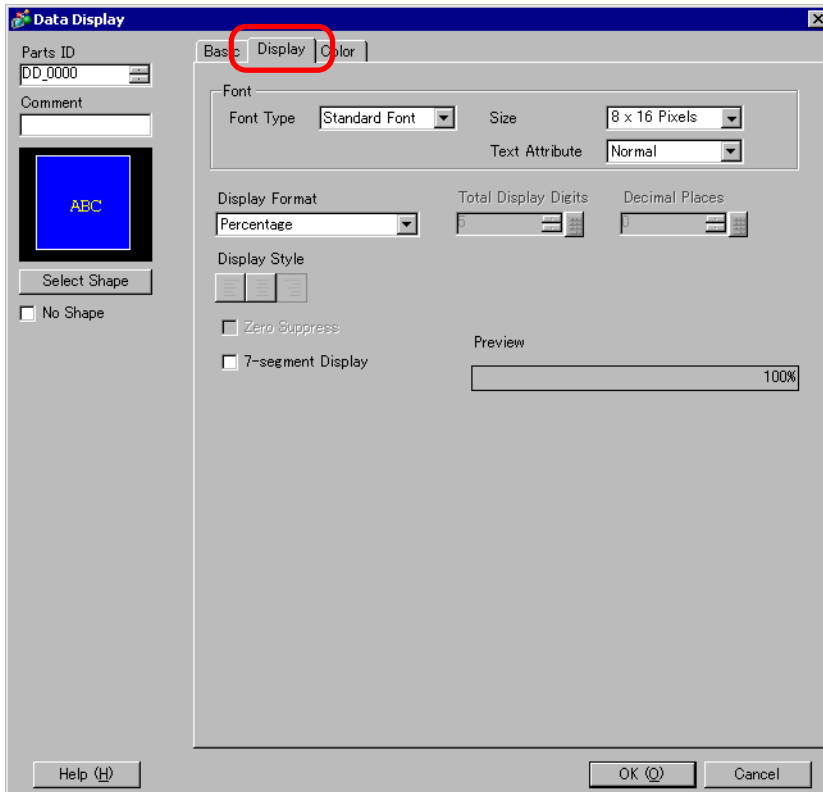 Data Display
Parts ID
DD_0000
Comment
ABC
Select Shape
No Shape
Basic Display Color
Font
Font Type Standard Font Size 8 x 16 Pixels
Text Attribute Normal
Display Format Total Display Digits Decimal Places
Percentage 5 0
Display Style
Zero Suppress
7-segment Display
Preview
100%
Help (H) OK (O) Cancel